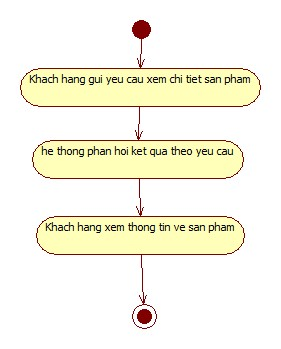 Khach hang gui yeu cau xem chi tiet san pham
he thong phan hoi ket qua theo yeu cau
Khach hang xem thong tin ve san pham